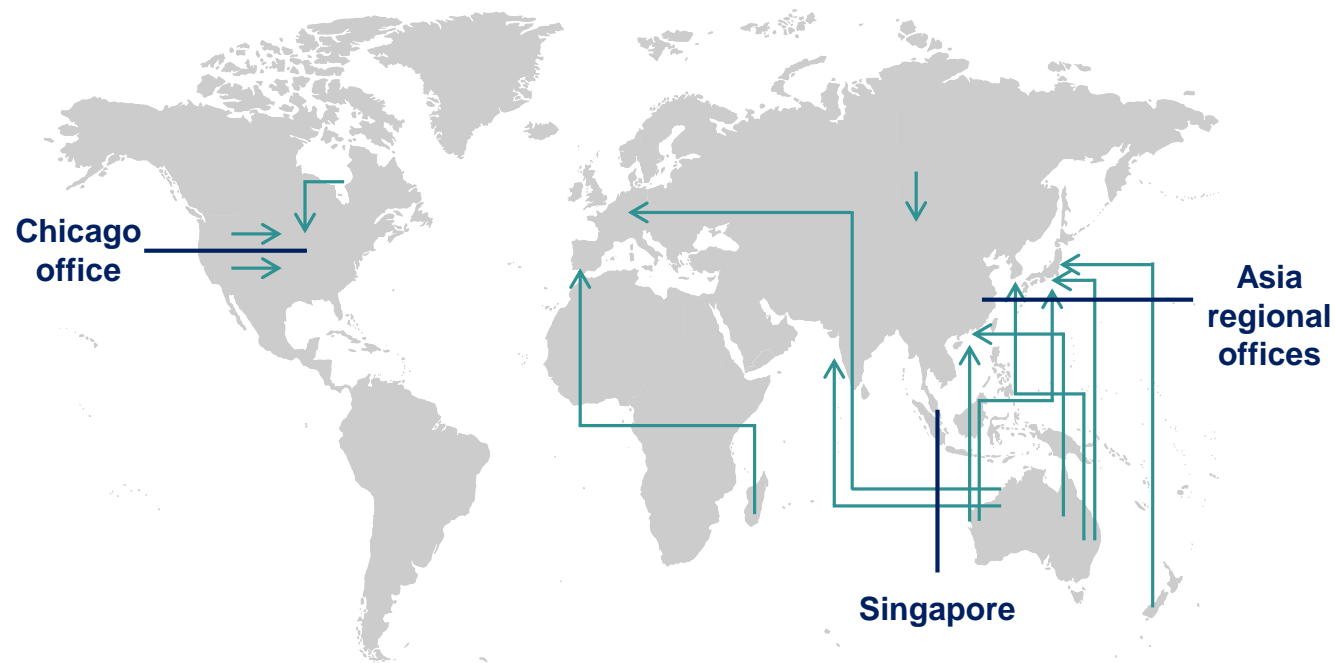 Chicago
office
Asia
regional
offices
Singapore